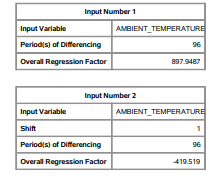 Input Number 1
Input Variable AMBIENT_TEMPERATURE
Period(s) of Differencing 96
Overall Regression Factor 897.9487
Input Number 2
Input Variable AMBIENT_TEMPERATURE
Shift 1
Period(s) of Differencing 96
Overall Regression Factor -419.519